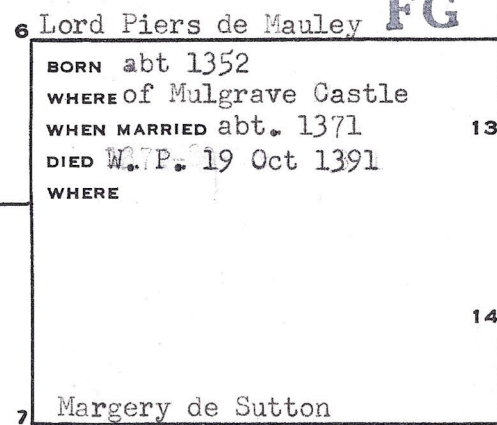 6 Lord Piers de Mauley FG
BORN abt 1352
WHERE of Mulgrave Castle
WHEN MARRIED abt. 1371
13
DIED W. P. 19 Oct 1391
WHERE
14
7 Margery de Sutton